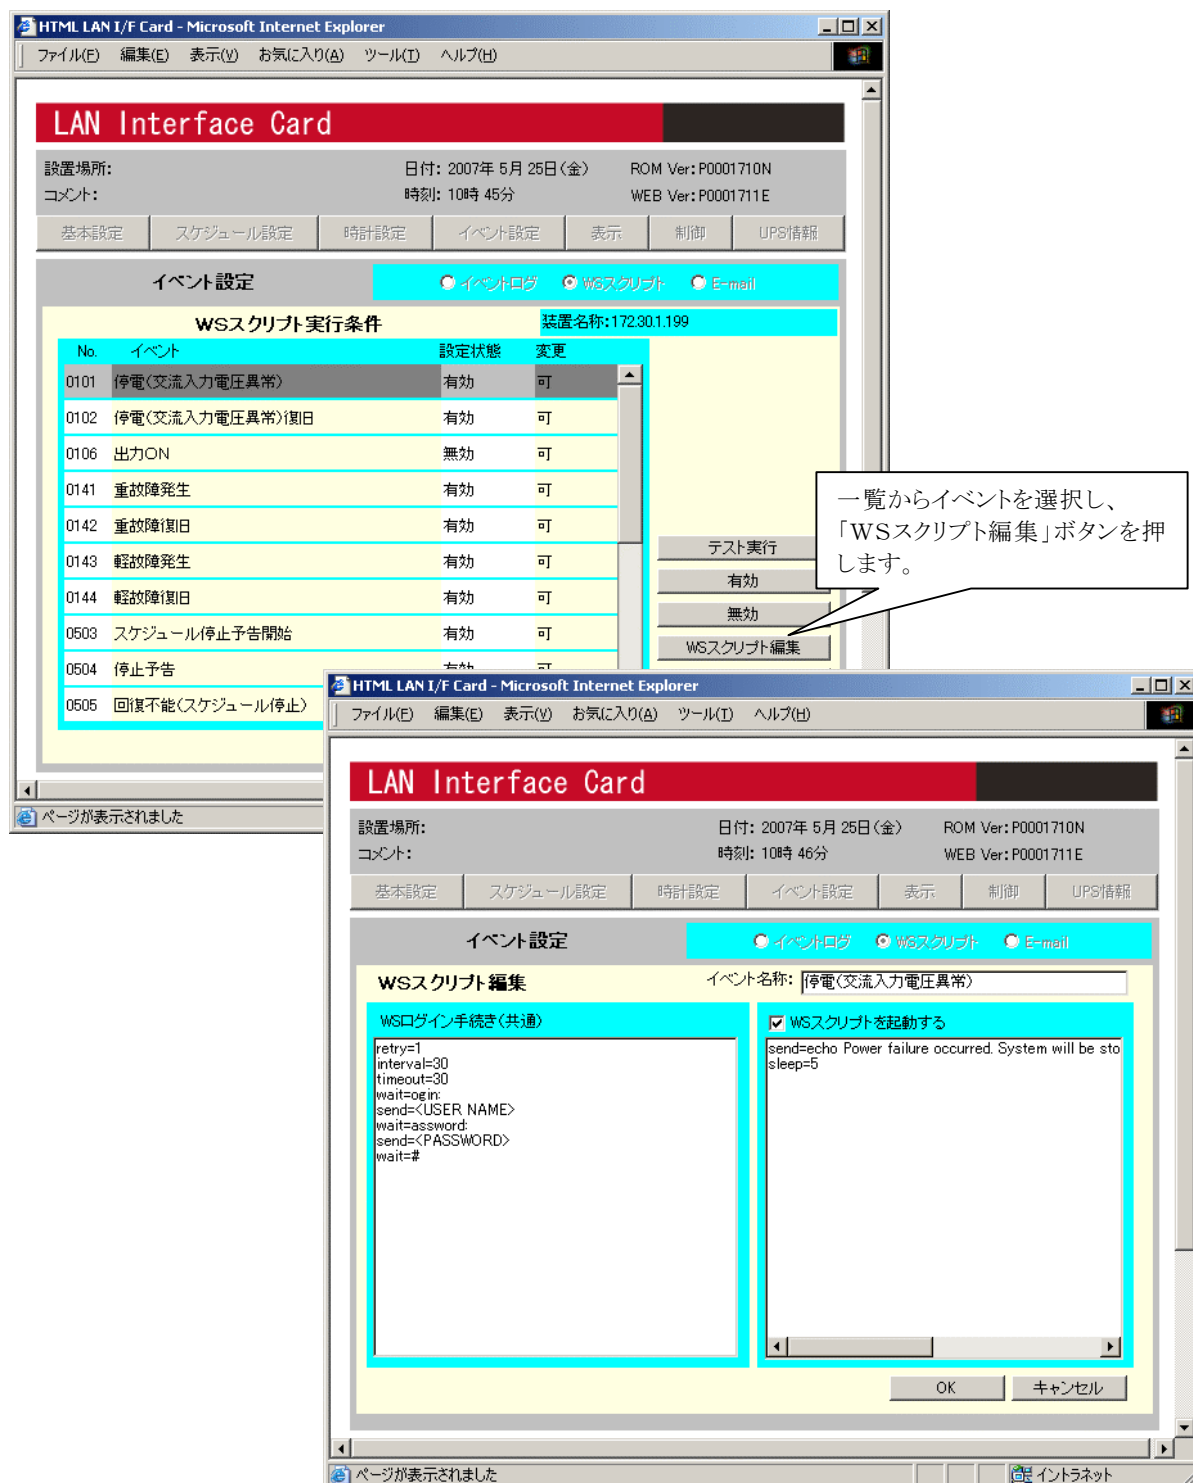 HTML LAN I/F Card - Microsoft Internet Explorer
ファイル(F) 編集(E) 表示(V) お気に入り(A) ツール(T) ヘルプ(H)
LAN Interface Card
設置場所: 日付: 2007年 5月 25日(金) ROM Ver: P0001710N
コメント: 時刻: 10時 45分 WEB Ver: P0001711E
基本設定 スケジュール設定 時計設定 イベント設定 表示 制御 UPS情報
イベント設定 イベントログ WSスクリプト E-mail
WSスクリプト実行条件 装置名称:172.30.1.199
No. イベント 設定状態 変更
0101 停電(交流入力電圧異常) 有効 可
0102 停電(交流入力電圧異常)復旧 有効 可
0106 出力ON 無効 可
0141 重故障発生 有効 可
0142 重故障復旧 有効 可
0143 軽故障発生 有効 可
0144 軽故障復旧 有効 可
0503 スケジュール停止予告開始 有効 可
0504 停止予告 有効 可
0505 回復不能(スケジュール停止)
テスト実行
有効
無効
WSスクリプト編集
一覧からイベントを選択し、
「WSスクリプト編集」ボタンを押
します。
ページが表示されました
HTML LAN I/F Card - Microsoft Internet Explorer
ファイル(F) 編集(E) 表示(V) お気に入り(A) ツール(T) ヘルプ(H)
LAN Interface Card
設置場所: 日付: 2007年 5月 25日(金) ROM Ver: P0001710N
コメント: 時刻: 10時 46分 WEB Ver: P0001711E
基本設定 スケジュール設定 時計設定 イベント設定 表示 制御 UPS情報
イベント設定 イベントログ WSスクリプト E-mail
WSスクリプト編集 イベント名称: 停電(交流入力電圧異常)
WSログイン手続き(共通)
retry=1
interval=30
timeout=30
wait=ogin:
send=<USER NAME>
wait=assword:
send=<PASSWORD>
wait=#
WSスクリプトを起動する
send=echo Power failure occurred. System will be sto
sleep=5
OK キャンセル
ページが表示されました イントラネット